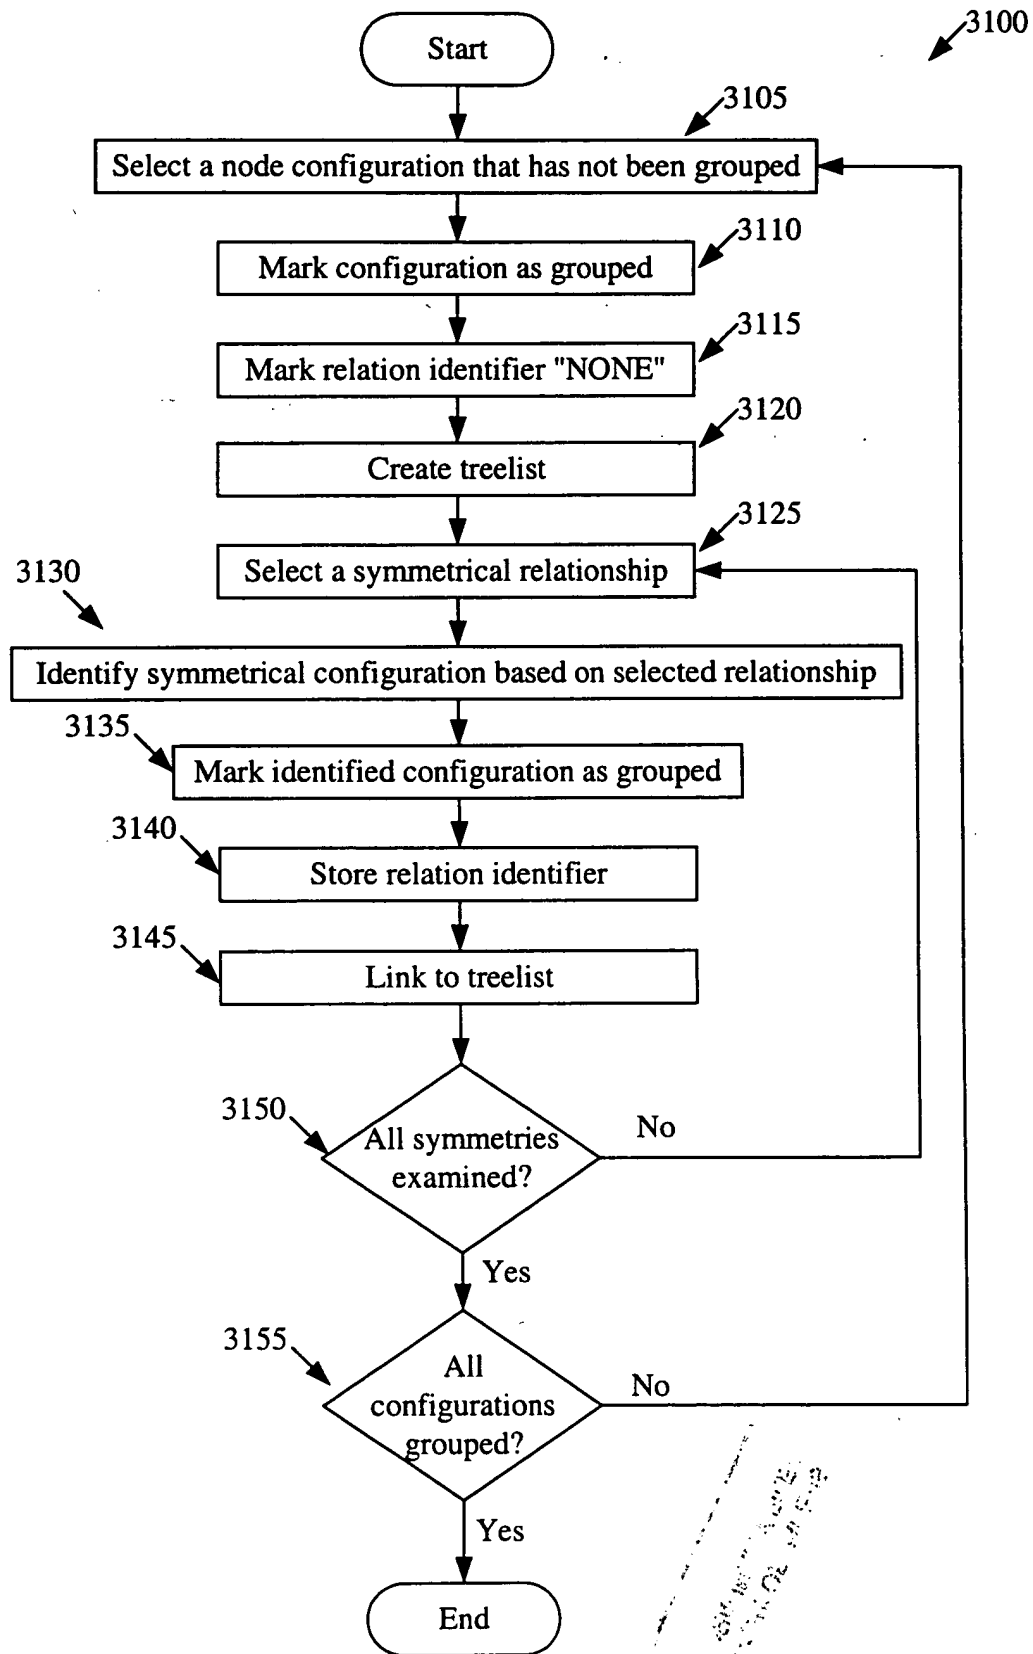 3100
Start
3105
Select a node configuration that has not been grouped
3110
Mark configuration as grouped
3115
Mark relation identifier "NONE"
3120
Create treelist
3125
Select a symmetrical relationship
3130
Identify symmetrical configuration based on selected relationship
3135
Mark identified configuration as grouped
3140
Store relation identifier
3145
Link to treelist
3150
All symmetries
examined?
No
Yes
3155
All
configurations
grouped?
No
Yes
End